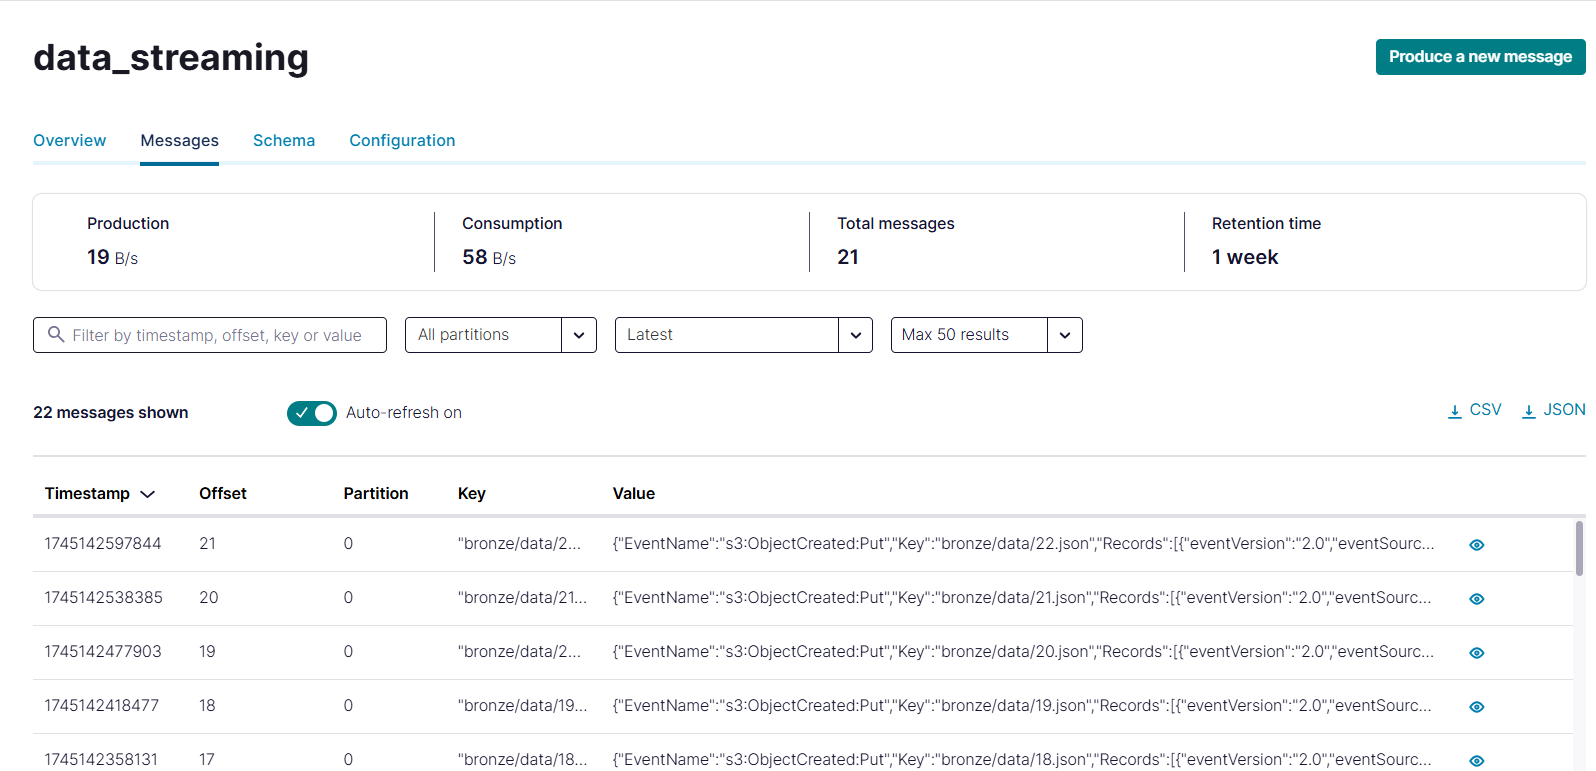 data_streaming
Produce a new message
Overview Messages Schema Configuration
Production Consumption Total messages Retention time
19 B/s 58 B/s 21 1 week
Filter by timestamp, offset, key or value All partitions Latest Max 50 results
22 messages shown Auto-refresh on CSV JSON
Timestamp Offset Partition Key Value
1745142597844 21 0 "bronze/data/2... {"EventName":"s3:ObjectCreated:Put","Key":"bronze/data/22.json","Records":[{"eventVersion":"2.0","eventSourc...
1745142538385 20 0 "bronze/data/21... {"EventName":"s3:ObjectCreated:Put","Key":"bronze/data/21.json","Records":[{"eventVersion":"2.0","eventSourc...
1745142477903 19 0 "bronze/data/2... {"EventName":"s3:ObjectCreated:Put","Key":"bronze/data/20.json","Records":[{"eventVersion":"2.0","eventSourc...
1745142418477 18 0 "bronze/data/19... {"EventName":"s3:ObjectCreated:Put","Key":"bronze/data/19.json","Records":[{"eventVersion":"2.0","eventSourc...
1745142358131 17 0 "bronze/data/18... {"EventName":"s3:ObjectCreated:Put","Key":"bronze/data/18.json","Records":[{"eventVersion":"2.0","eventSourc...